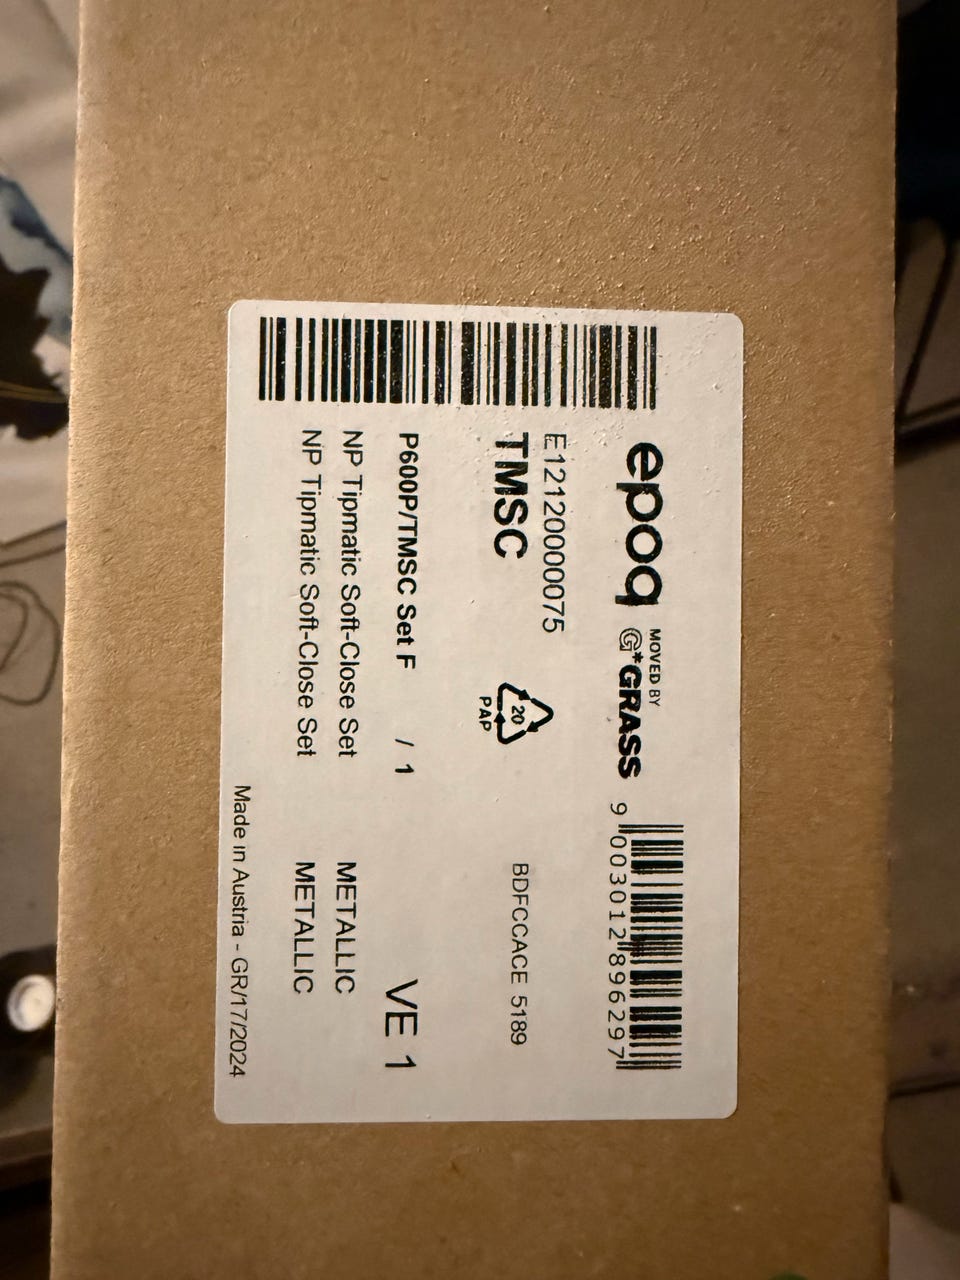 epoq
MOVED BY
G*GRASS
9 003012 896297
E12120000075
TMSC
20
PAP
BDFCCACE 5189
P600P/TMSC Set F / 1
VE 1
NP Tipmatic Soft-Close Set METALLIC
NP Tipmatic Soft-Close Set METALLIC
Made in Austria - GR/17/2024